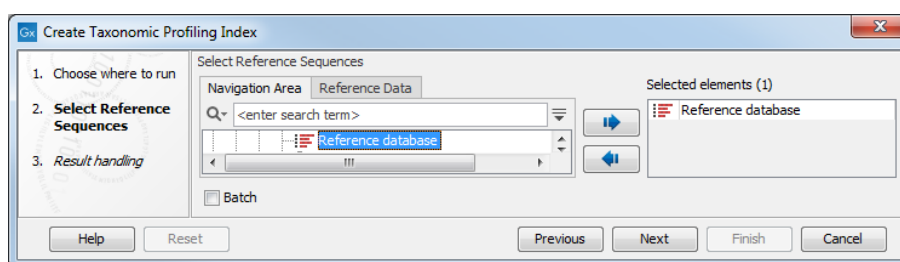 Gx Create Taxonomic Profiling Index
1. Choose where to run
2. Select Reference
Sequences
3. Result handling
Select Reference Sequences
Navigation Area
Reference Data
<enter search term>
Reference database
Batch
Selected elements (1)
Reference database
Help
Reset
Previous
Next
Finish
Cancel